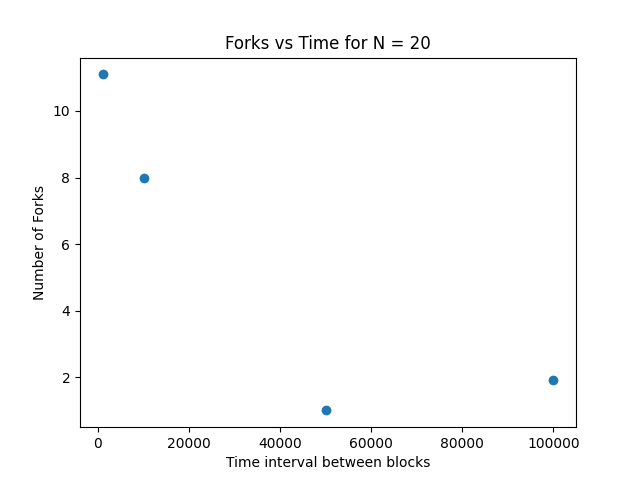 Forks vs Time for N = 20
Number of Forks
10
8
6
4
2
0 20000 40000 60000 80000 100000
Time interval between blocks